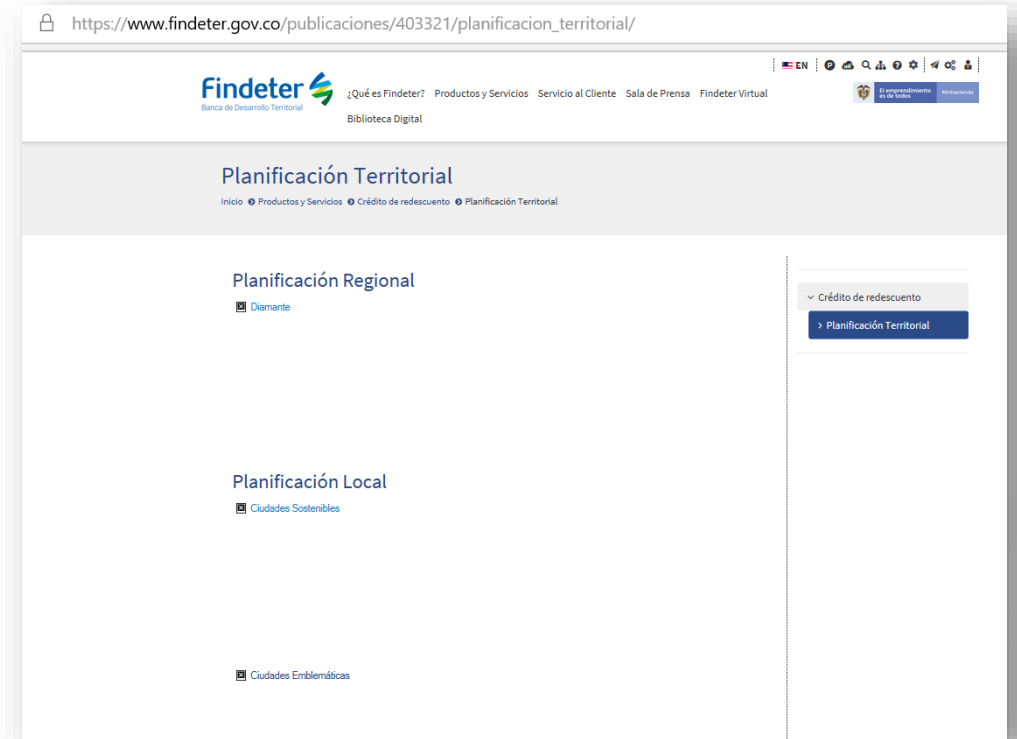 https://www.findeter.gov.co/publicaciones/403321/planificacion_territorial/
EN
Findeter
Banca de Desarrollo Territorial
¿Qué es Findeter? Productos y Servicios Servicio al Cliente Sala de Prensa Findeter Virtual
Biblioteca Digital
El emprendimiento
es de todos
Minhacienda
Planificación Territorial
Inicio Productos y Servicios Crédito de redescuento Planificación Territorial
Planificación Regional
Diamante
Crédito de redescuento
Planificación Territorial
Planificación Local
Ciudades Sostenibles
Ciudades Emblemáticas